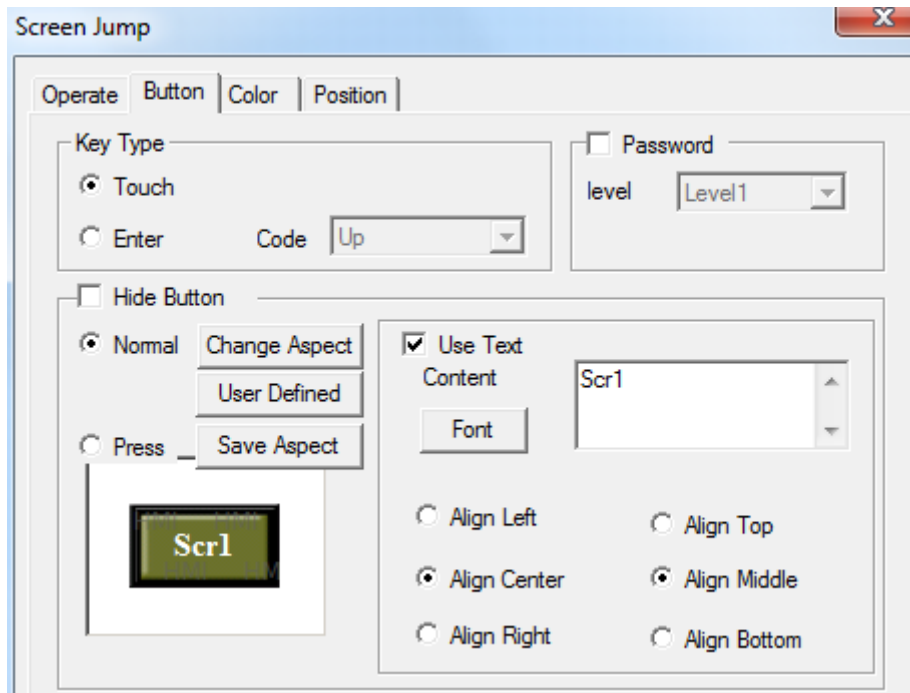 Screen Jump
X
Operate Button Color Position
Key Type
Touch
Enter Code Up
Password
level Level1
Hide Button
Normal Change Aspect
User Defined
Press Save Aspect
Scr1
Use Text
Content Scr1
Font
Align Left Align Top
Align Center Align Middle
Align Right Align Bottom